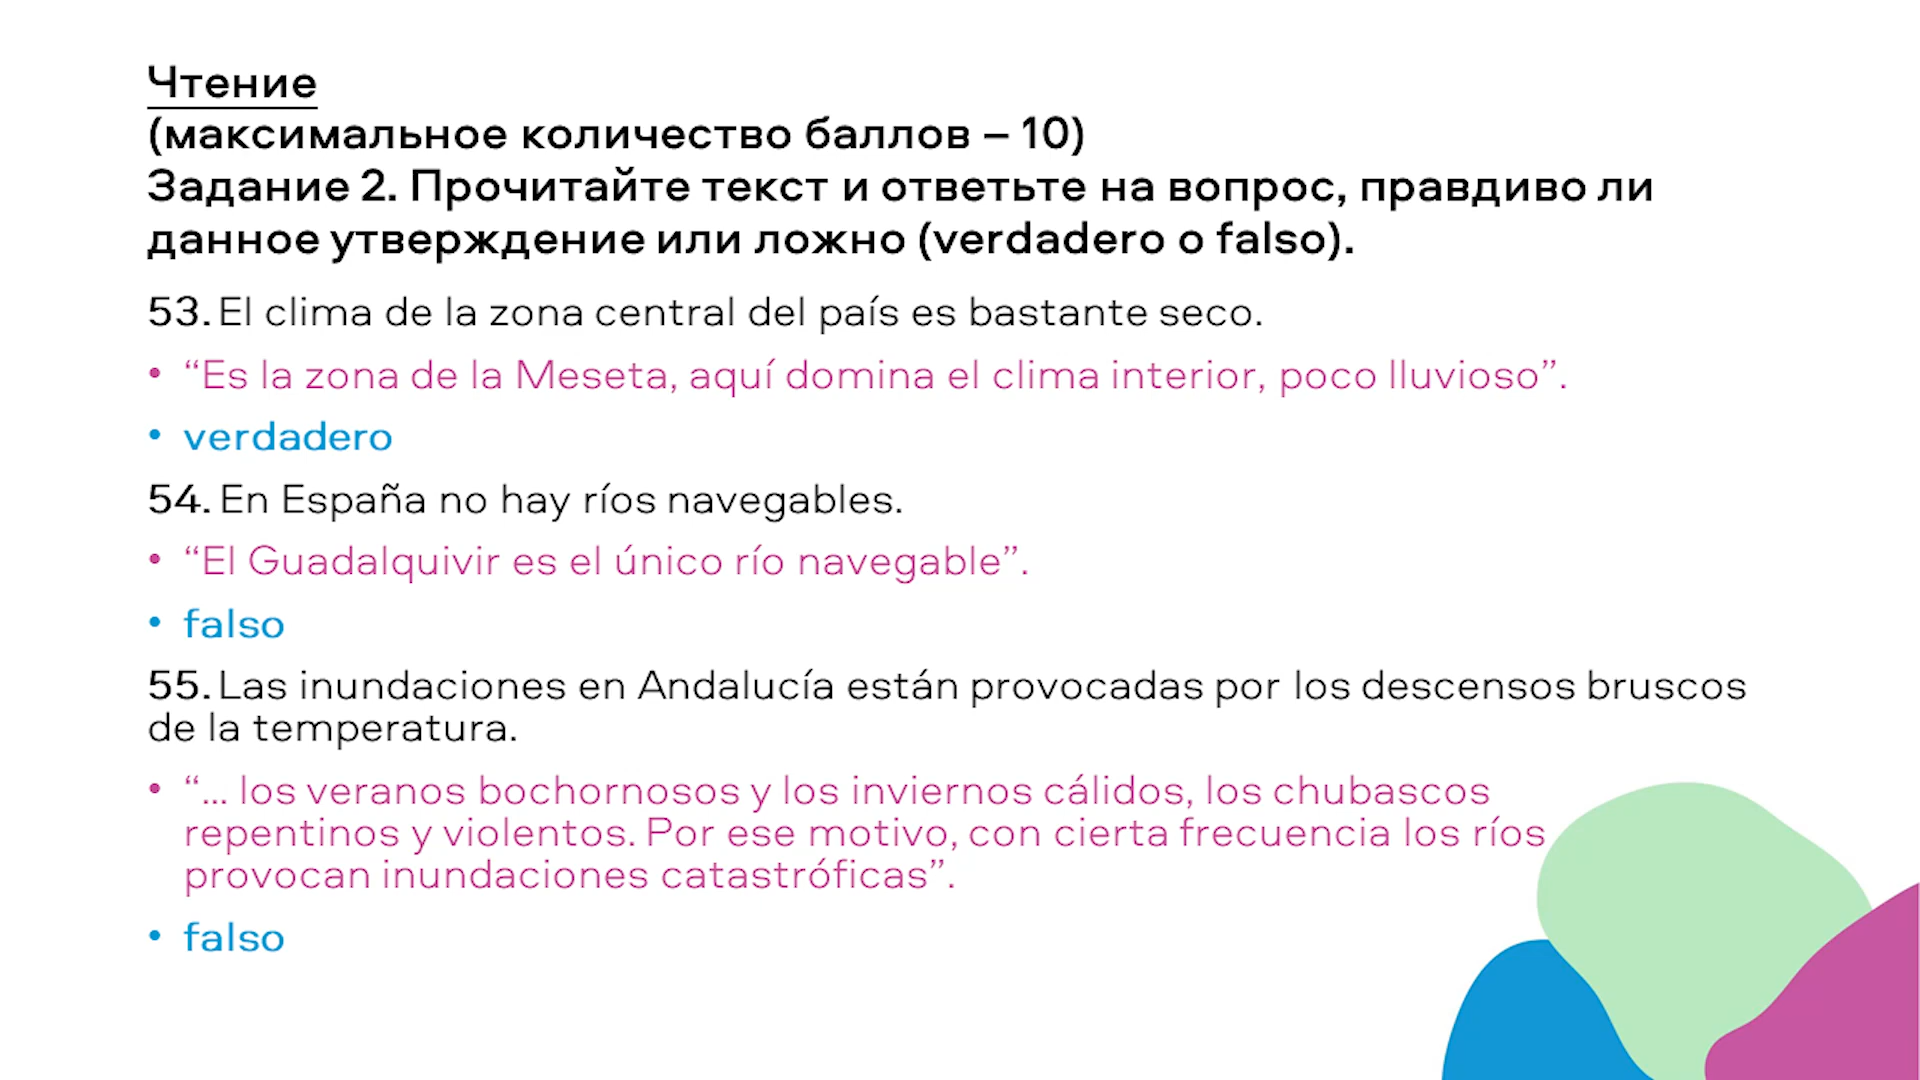 Чтение
(максимальное количество баллов – 10)
Задание 2. Прочитайте текст и ответьте на вопрос, правдиво ли
данное утверждение или ложно (verdadero o falso).
53. El clima de la zona central del país es bastante seco.
• “Es la zona de la Meseta, aquí domina el clima interior, poco lluvioso”.
• verdadero
54. En España no hay ríos navegables.
• “El Guadalquivir es el único río navegable”.
• falso
55. Las inundaciones en Andalucía están provocadas por los descensos bruscos
de la temperatura.
• “... los veranos bochornosos y los inviernos cálidos, los chubascos
repentinos y violentos. Por ese motivo, con cierta frecuencia los ríos
provocan inundaciones catastróficas”.
• falso